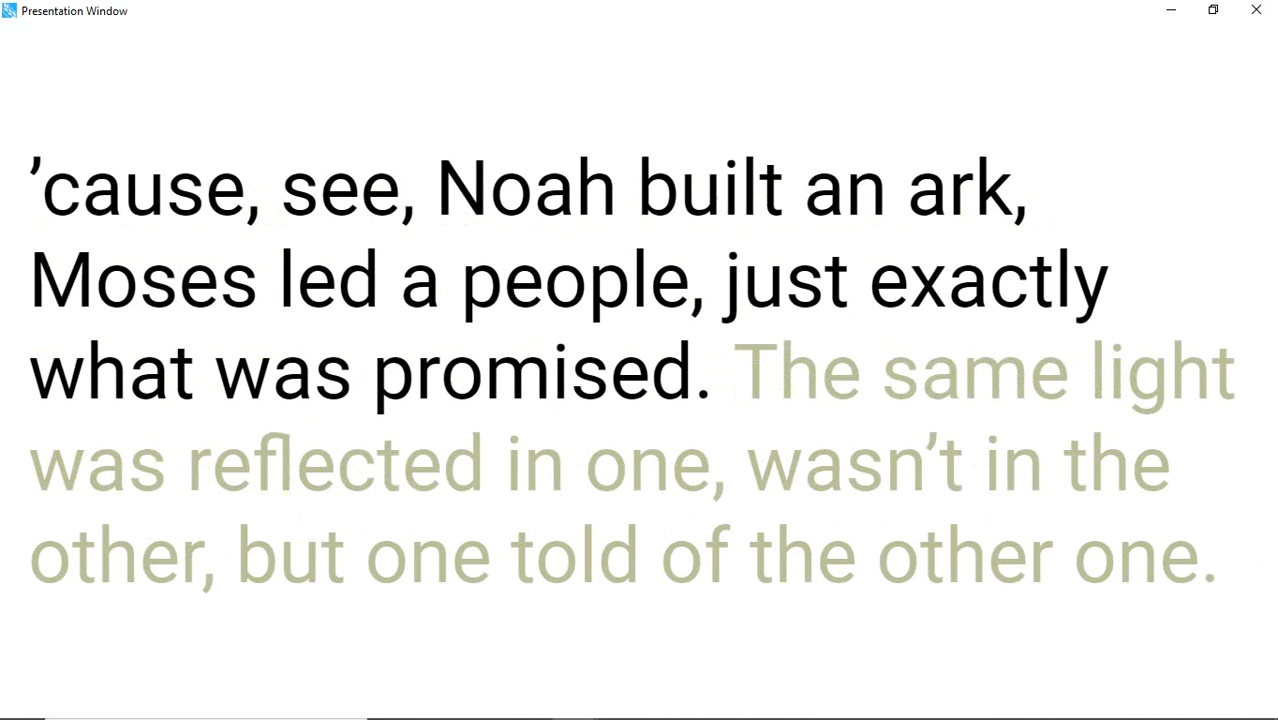 Presentation Window
’cause, see, Noah built an ark,
Moses led a people, just exactly
what was promised. The same light
was reflected in one, wasn’t in the
other, but one told of the other one.